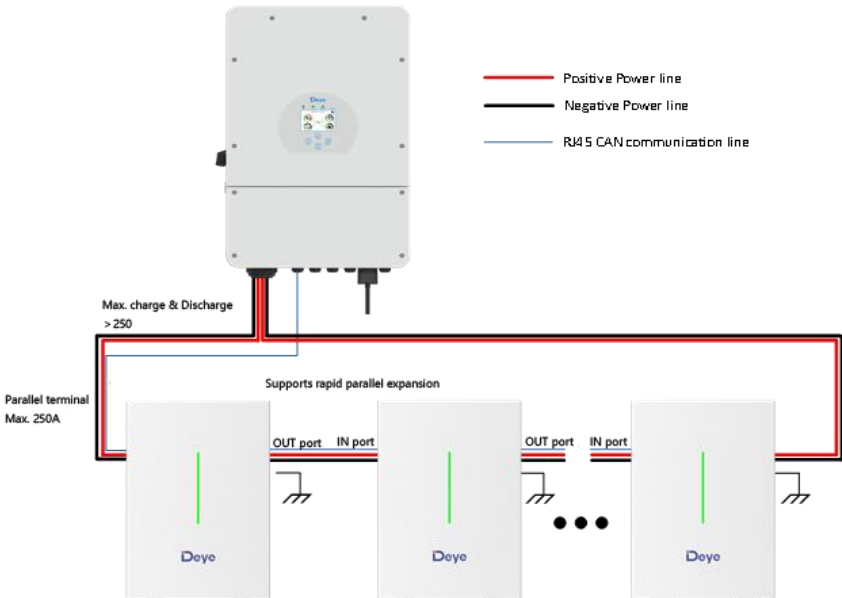 Deye
Positive Power line
Negative Power line
RJ45 CAN communication line
Max. charge & Discharge
> 250
Supports rapid parallel expansion
Parallel terminal
Max. 250A
OUT port
IN port
OUT port
IN port
Deye
Deye
Deye